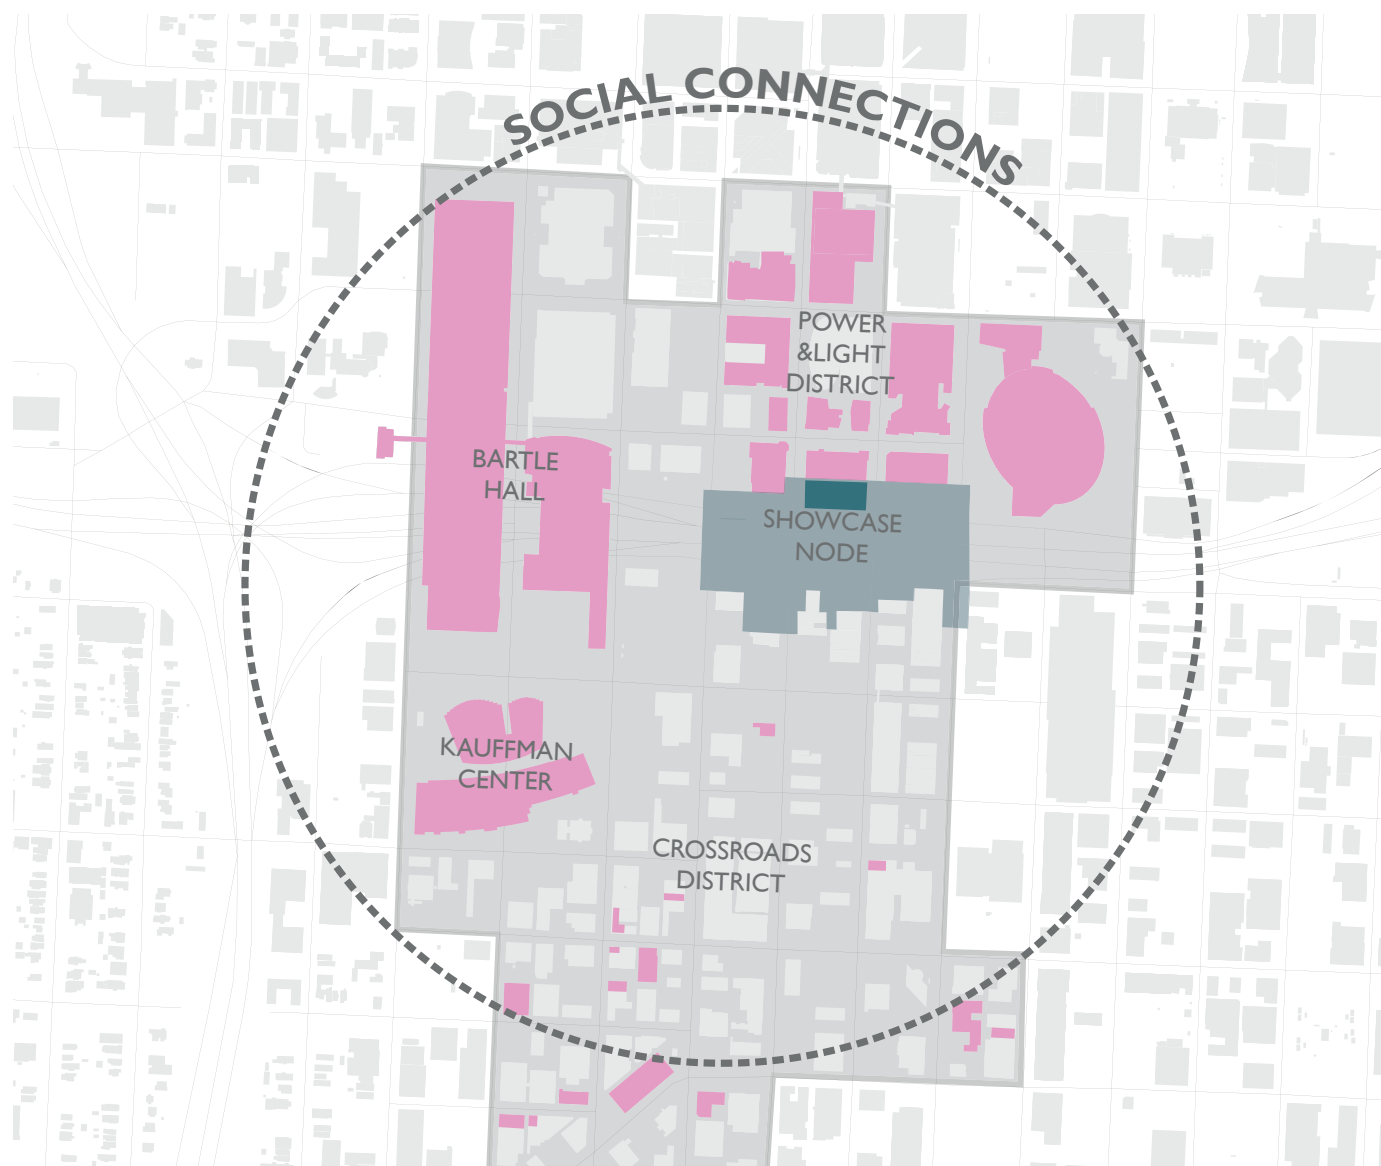 SOCIAL CONNECTIONS
POWER
&LIGHT
DISTRICT
BARTLE
HALL
SHOWCASE
NODE
KAUFFMAN
CENTER
CROSSROADS
DISTRICT